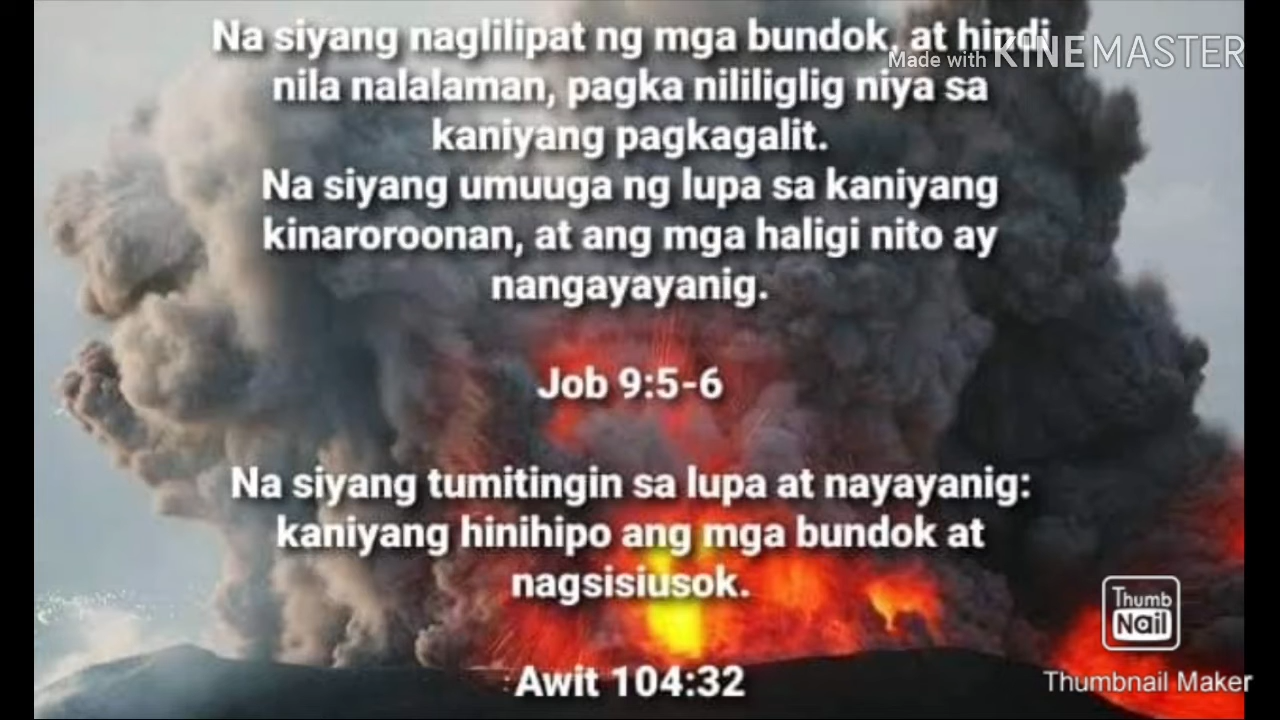 Na siyang naglilipat ng mga bundok, at hindi
Made with KINEMASTER
nila nalalaman, pagka nililiglig niya sa
kaniyang pagkagalit.
Na siyang umuuga ng lupa sa kaniyang
kinaroroonan, at ang mga haligi nito ay
nangayayanig.
Job 9:5-6
Na siyang tumitingin sa lupa at nayayanig:
kaniyang hinihipo ang mga bundok at
nagsisiusok.
Awit 104:32
Thumb
Nail
Thumbnail Maker